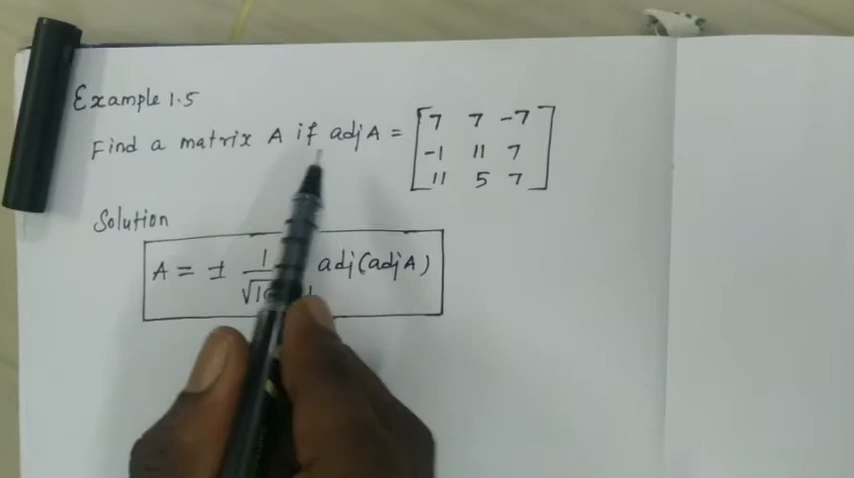 Example 1.5
Find a matrix A if adj A = [7 7 -7
-1 11 7
11 5 7]
Solution
A = ± 1/√ adj(adj A)